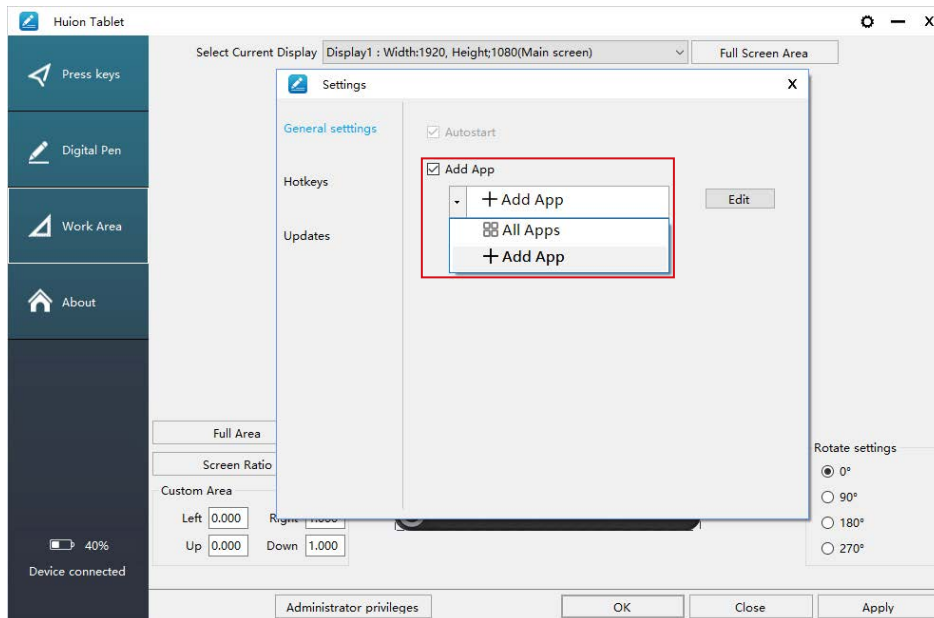 Huion Tablet
X
Press keys
Digital Pen
Work Area
About
40%
Device connected
Select Current Display Display1 : Width:1920, Height;1080(Main screen) Full Screen Area
Settings X
General setttings
Hotkeys
Updates
Autostart
Add App
+ Add App
Edit
All Apps
+ Add App
Full Area
Screen Ratio
Custom Area
Left 0.000
Up 0.000 Down 1.000
Rotate settings
0°
90°
180°
270°
Administrator privileges OK Close Apply